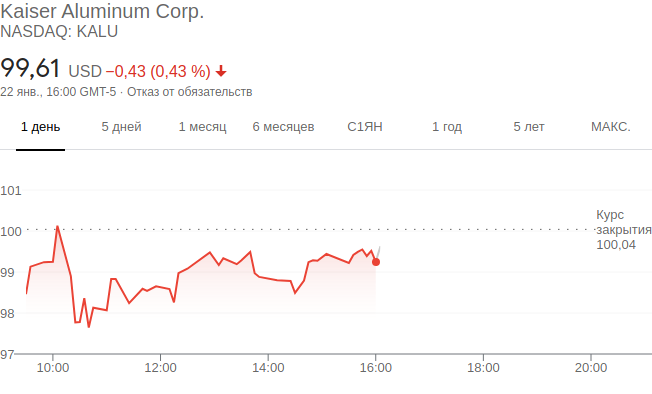 Kaiser Aluminum Corp.
NASDAQ: KALU
99,61 USD −0,43 (0,43 %)
22 янв., 16:00 GMT-5 · Отказ от обязательств
1 день 5 дней 1 месяц 6 месяцев С1ЯН 1 год 5 лет МАКС.
101
Курс
100 закрытия
100,04
99
98
97
10:00 12:00 14:00 16:00 18:00 20:00